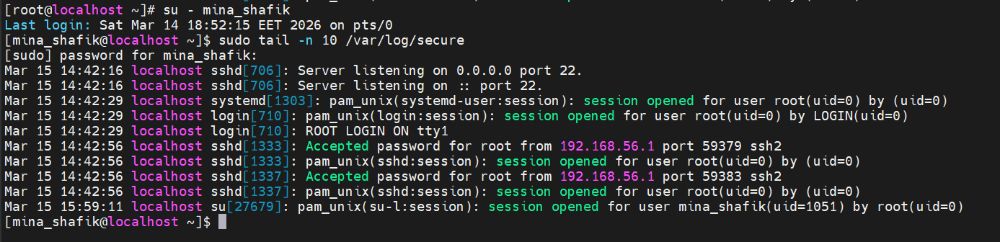 [root@localhost ~]# su - mina_shafik
Last login: Sat Mar 14 18:52:15 EET 2026 on pts/0
[mina_shafik@localhost ~]$ sudo tail -n 10 /var/log/secure
[sudo] password for mina_shafik:
Mar 15 14:42:16 localhost sshd[706]: Server listening on 0.0.0.0 port 22.
Mar 15 14:42:16 localhost sshd[706]: Server listening on :: port 22.
Mar 15 14:42:29 localhost systemd[1303]: pam_unix(systemd-user:session): session opened for user root(uid=0) by (uid=0)
Mar 15 14:42:29 localhost login[710]: pam_unix(login:session): session opened for user root(uid=0) by LOGIN(uid=0)
Mar 15 14:42:29 localhost login[710]: ROOT LOGIN ON tty1
Mar 15 14:42:56 localhost sshd[1333]: Accepted password for root from 192.168.56.1 port 59379 ssh2
Mar 15 14:42:56 localhost sshd[1333]: pam_unix(sshd:session): session opened for user root(uid=0) by (uid=0)
Mar 15 14:42:56 localhost sshd[1337]: Accepted password for root from 192.168.56.1 port 59383 ssh2
Mar 15 14:42:56 localhost sshd[1337]: pam_unix(sshd:session): session opened for user root(uid=0) by (uid=0)
Mar 15 15:59:11 localhost su[27679]: pam_unix(su-l:session): session opened for user mina_shafik(uid=1051) by root(uid=0)
[mina_shafik@localhost ~]$